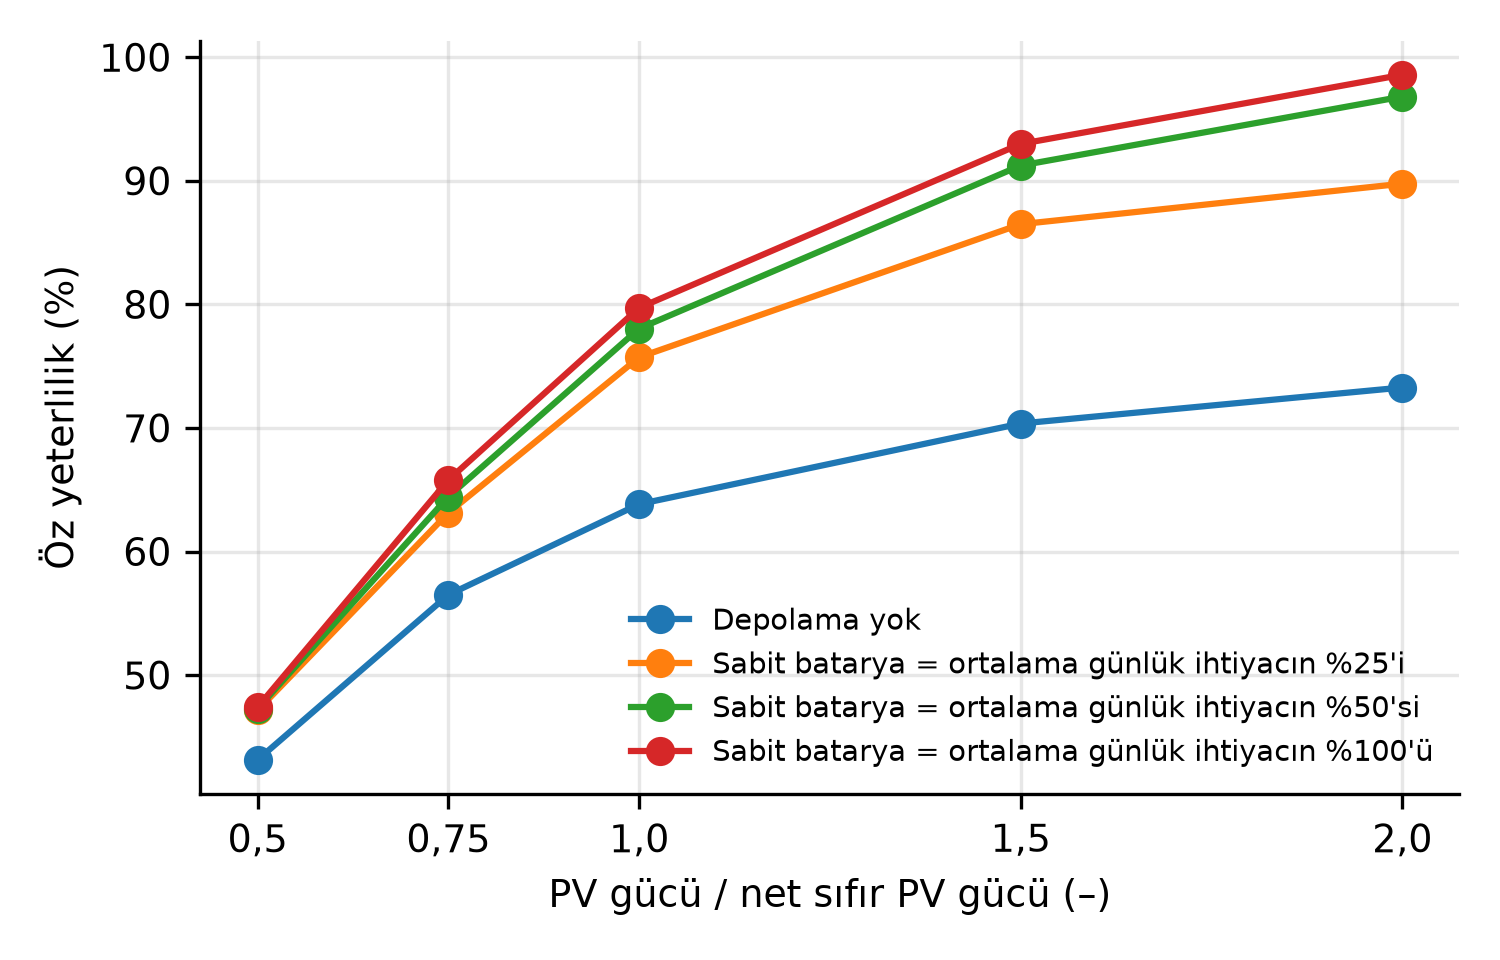 100
90
80
70
60
50
Öz yeterlilik (%)
Depolama yok
Sabit batarya = ortalama günlük ihtiyacın %25'i
Sabit batarya = ortalama günlük ihtiyacın %50'si
Sabit batarya = ortalama günlük ihtiyacın %100'ü
0,5 0,75 1,0 1,5 2,0
PV gücü / net sıfır PV gücü (–)